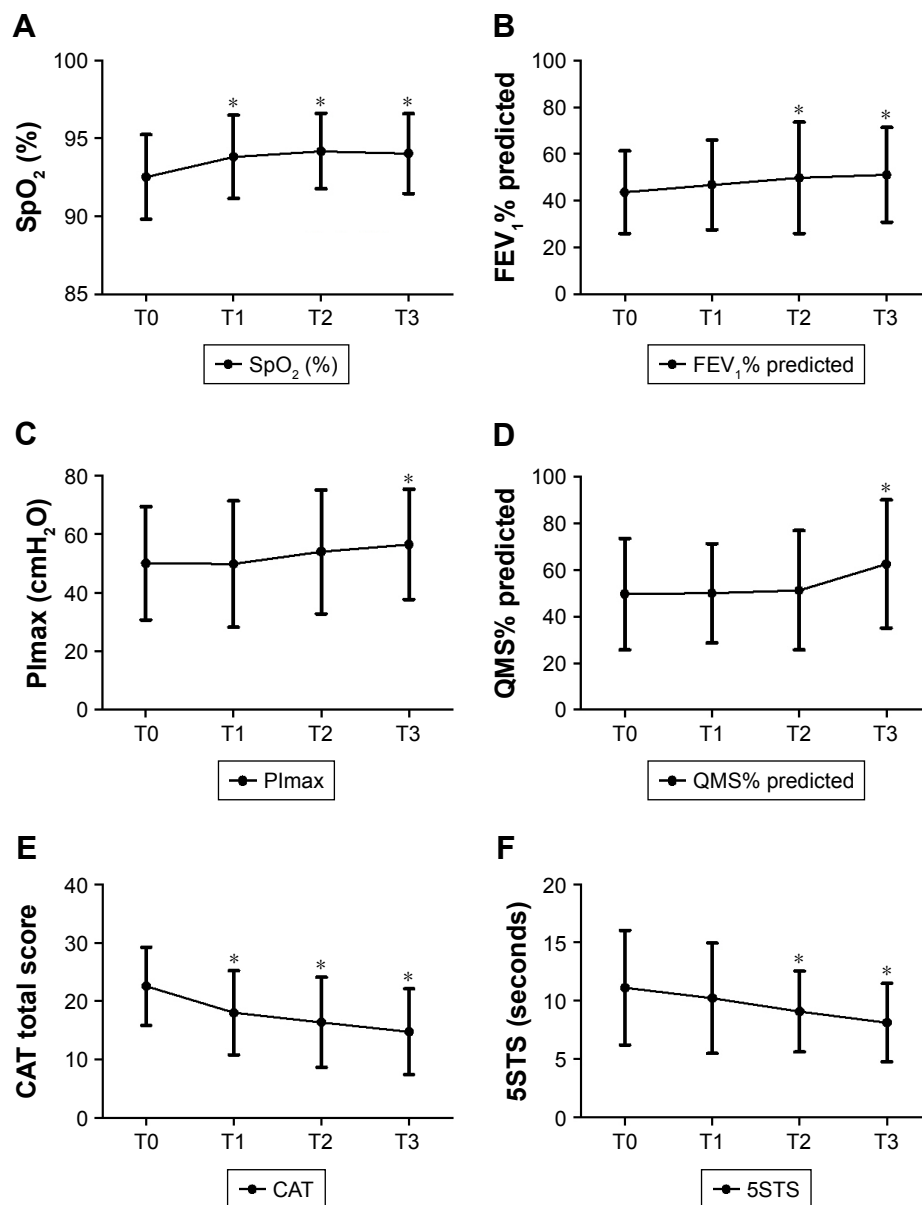 A
SpO₂ (%)
100
95
90
85
* * *
T0 T1 T2 T3
SpO₂ (%)
B
FEV₁% predicted
100
80
60
40
20
0
* *
T0 T1 T2 T3
FEV₁% predicted
C
PImax (cmH₂O)
80
60
40
20
0
*
T0 T1 T2 T3
PImax
D
QMS% predicted
100
80
60
40
20
0
*
T0 T1 T2 T3
QMS% predicted
E
CAT total score
40
30
20
10
0
* * *
T0 T1 T2 T3
CAT
F
5STS (seconds)
20
15
10
5
0
* *
T0 T1 T2 T3
5STS